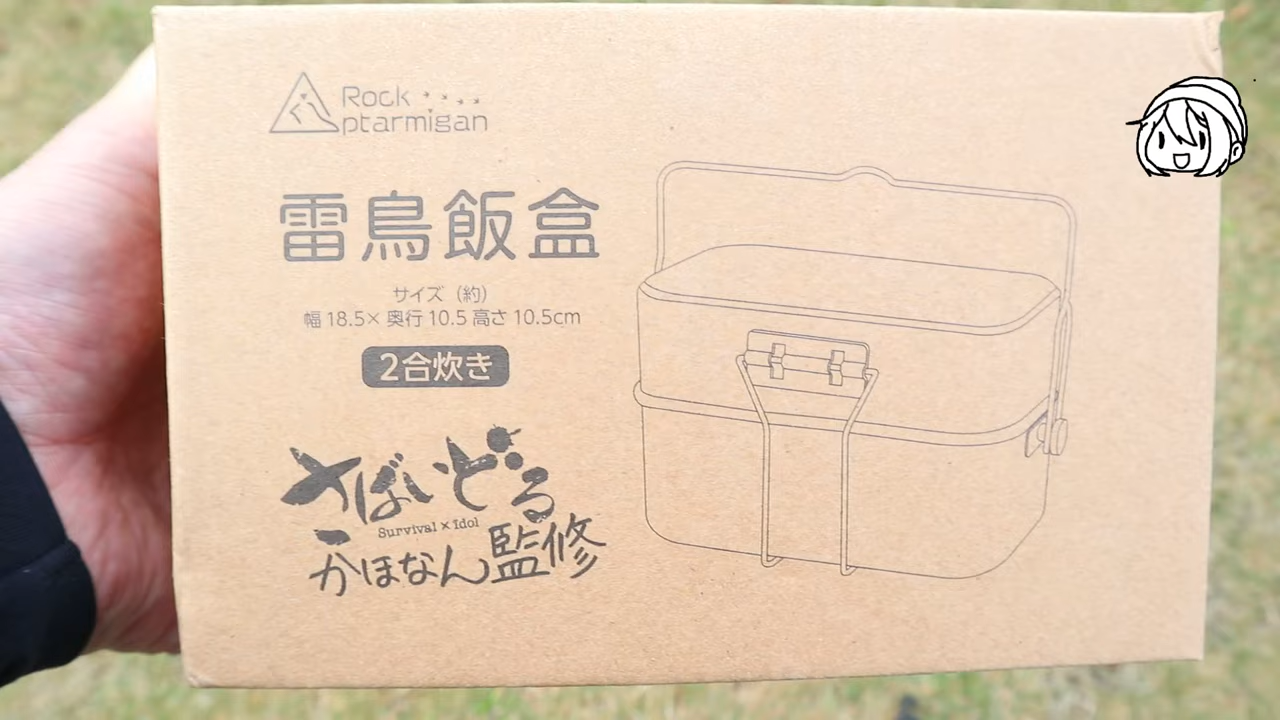 Rock
ptarmigan
雷鳥飯盒
サイズ（約）
幅 18.5× 奥行 10.5 高さ 10.5cm
2合炊き
さばいどる
Survival×Idol
かほなん監修